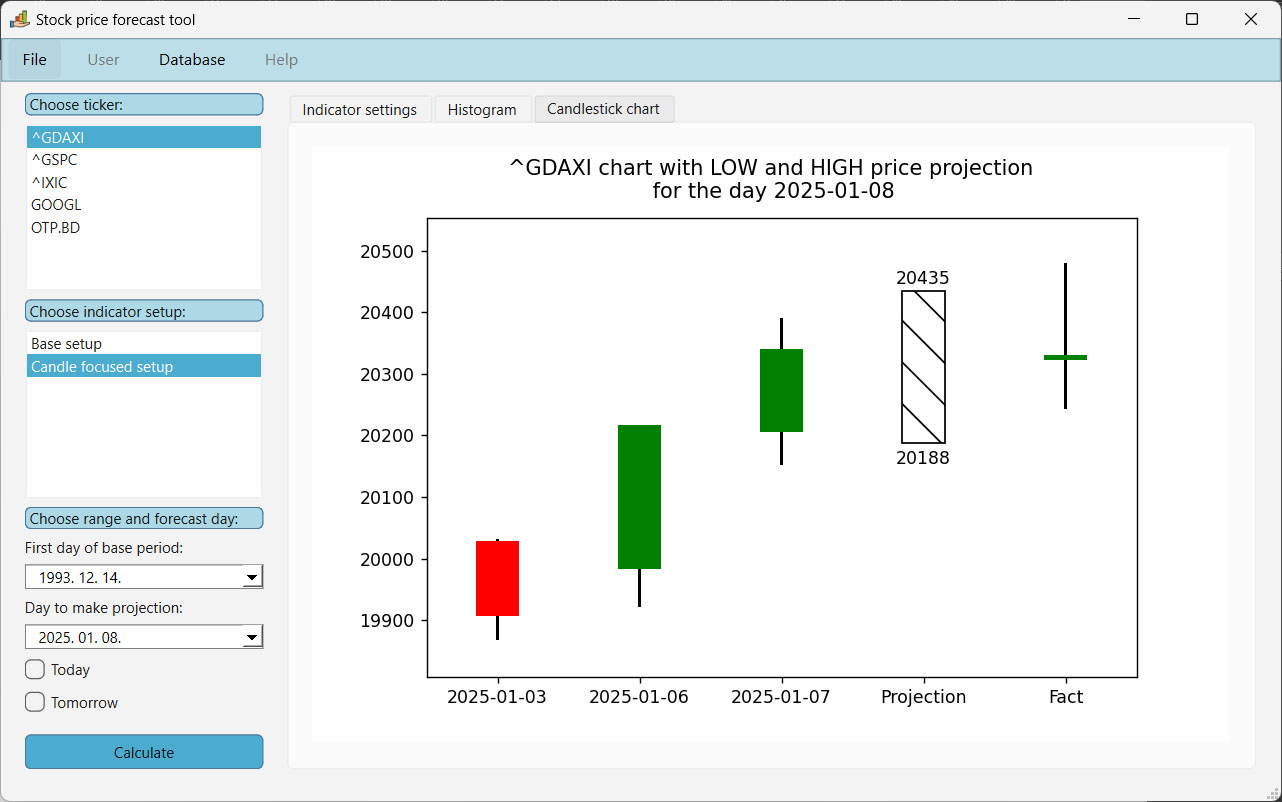 Stock price forecast tool
File User Database Help
Choose ticker:
^GDAXI
^GSPC
^IXIC
GOOGL
OTP.BD
Choose indicator setup:
Base setup
Candle focused setup
Choose range and forecast day:
First day of base period:
1993. 12. 14.
Day to make projection:
2025. 01. 08.
Today
Tomorrow
Calculate
Indicator settings Histogram Candlestick chart
^GDAXI chart with LOW and HIGH price projection
for the day 2025-01-08
20500
20400
20300
20200
20100
20000
19900
20435
20188
2025-01-03 2025-01-06 2025-01-07 Projection Fact